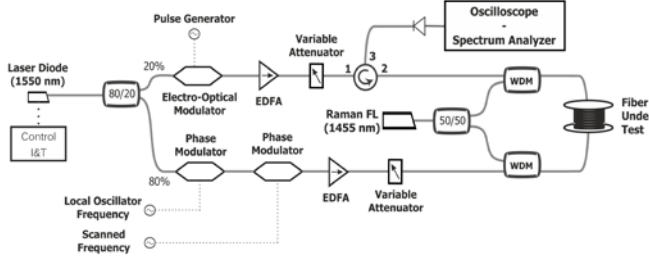 Oscilloscope
-
Spectrum Analyzer
Pulse Generator
Variable
Attenuator
3
1
2
Laser Diode
(1550 nm)
20%
80/20
Electro-Optical
Modulator
EDFA
WDM
Control
I&T
Raman FL
(1455 nm)
50/50
Fiber
Unde
Test
Phase
Modulator
Phase
Modulator
80%
WDM
EDFA
Variable
Attenuator
Local Oscillator
Frequency
Scanned
Frequency